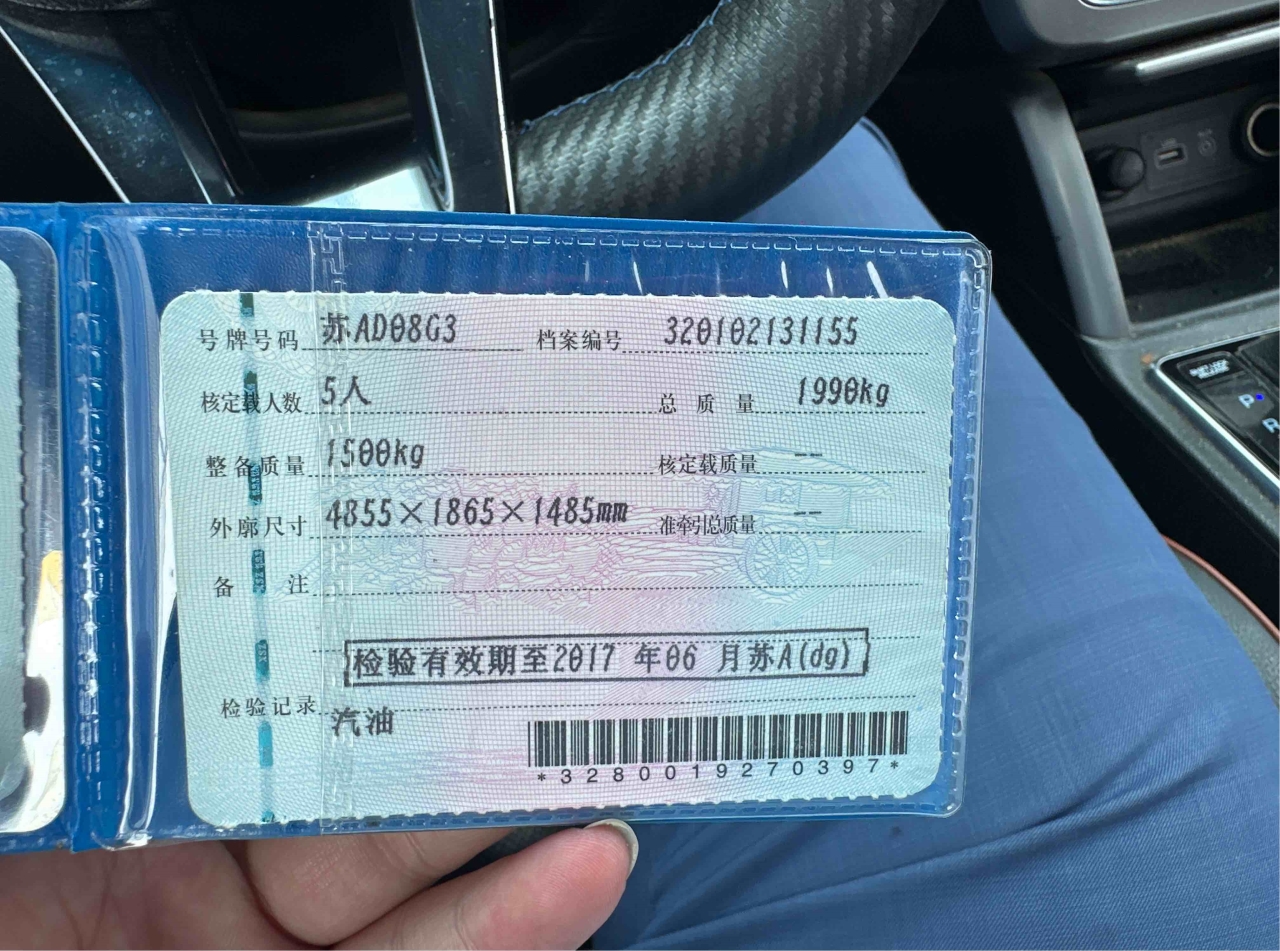 号牌号码 苏AD08G3 档案编号 320102131155
核定载人数 5人 总质量 1990kg
整备质量 1500kg 核定载质量 --
外廓尺寸 4855×1865×1485mm 准牵引总质量 --
备注
检验有效期至2017 年06 月苏A(dg)
检验记录 汽油
*3280019270397*
P
R